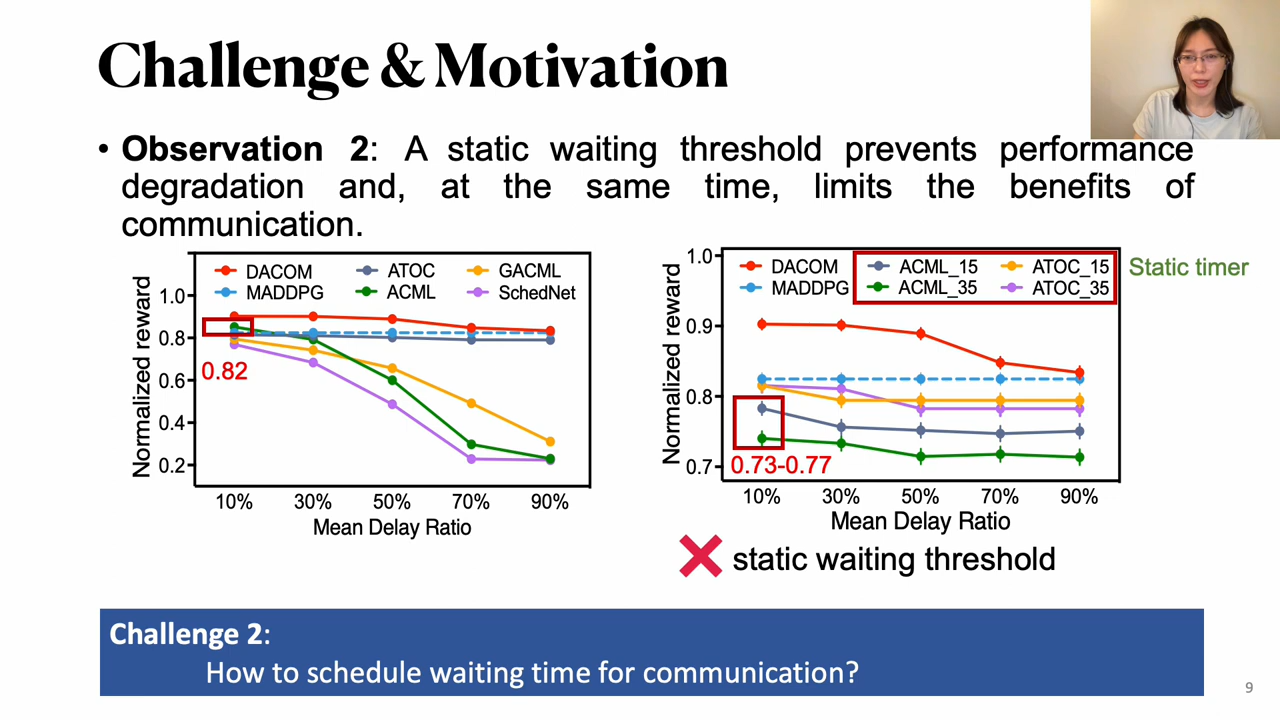 Challenge & Motivation
• Observation 2: A static waiting threshold prevents performance
degradation and, at the same time, limits the benefits of
communication.
DACOM ATOC GACML
MADDPG ACML SchedNet
Normalized reward
1.0
0.8
0.6
0.4
0.2
0.82
10% 30% 50% 70% 90%
Mean Delay Ratio
DACOM ACML_15 ATOC_15
MADDPG ACML_35 ATOC_35
Static timer
Normalized reward
1.0
0.9
0.8
0.7
0.73-0.77
10% 30% 50% 70% 90%
Mean Delay Ratio
static waiting threshold
Challenge 2:
How to schedule waiting time for communication?
9